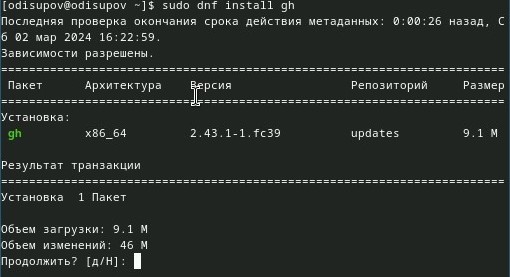 [odisupov@odisupov ~]$ sudo dnf install gh
Последняя проверка окончания срока действия метаданных: 0:00:26 назад, С
б 02 мар 2024 16:22:59.
Зависимости разрешены.
========================================================================
Пакет Архитектура Версия Репозиторий Размер
========================================================================
Установка:
gh x86_64 2.43.1-1.fc39 updates 9.1 M
Результат транзакции
========================================================================
Установка 1 Пакет
Объем загрузки: 9.1 M
Объем изменений: 46 M
Продолжить? [д/Н]: